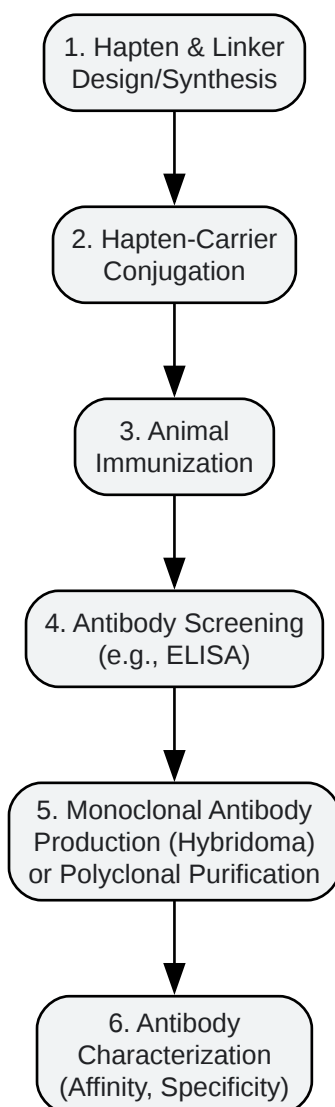 1. Hapten & Linker
Design/Synthesis
2. Hapten-Carrier
Conjugation
3. Animal
Immunization
4. Antibody Screening
(e.g., ELISA)
5. Monoclonal Antibody
Production (Hybridoma)
or Polyclonal Purification
6. Antibody
Characterization
(Affinity, Specificity)